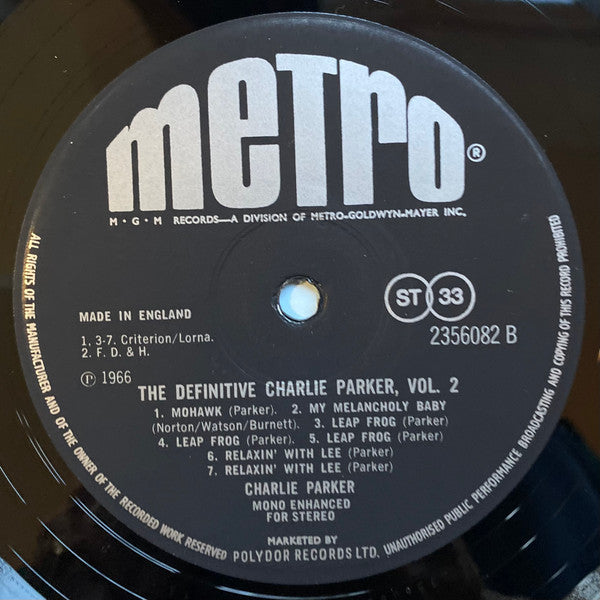 metro®
M·G·M RECORDS—A DIVISION OF METRO-GOLDWYN-MAYER INC.
MADE IN ENGLAND
1. 3-7. Criterion/Lorna.
2. F. D. & H.
℗ 1966
ST 33
2356082 B
THE DEFINITIVE CHARLIE PARKER, VOL. 2
1. MOHAWK (Parker). 2. MY MELANCHOLY BABY
(Norton/Watson/Burnett). 3. LEAP FROG (Parker)
4. LEAP FROG (Parker). 5. LEAP FROG (Parker)
6. RELAXIN' WITH LEE (Parker)
7. RELAXIN' WITH LEE (Parker)
CHARLIE PARKER
MONO ENHANCED
FOR STEREO
MARKETED BY
POLYDOR RECORDS LTD.
ALL RIGHTS OF THE MANUFACTURER AND OF THE OWNER OF THE RECORDED WORK RESERVED
UNAUTHORISED PUBLIC PERFORMANCE BROADCASTING AND COPYING OF THIS RECORD PROHIBITED